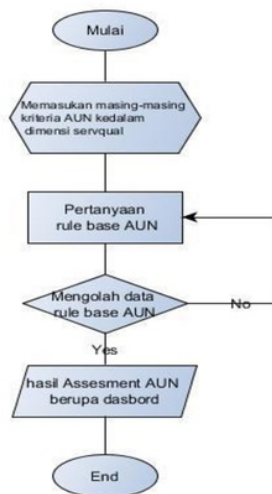 Mulai
Memasukan masing-masing
kriteria AUN kedalam
dimensi servqual
Pertanyaan
rule base AUN
Mengolah data
rule base AUN
No
Yes
hasil Assesment AUN
berupa dasbord
End